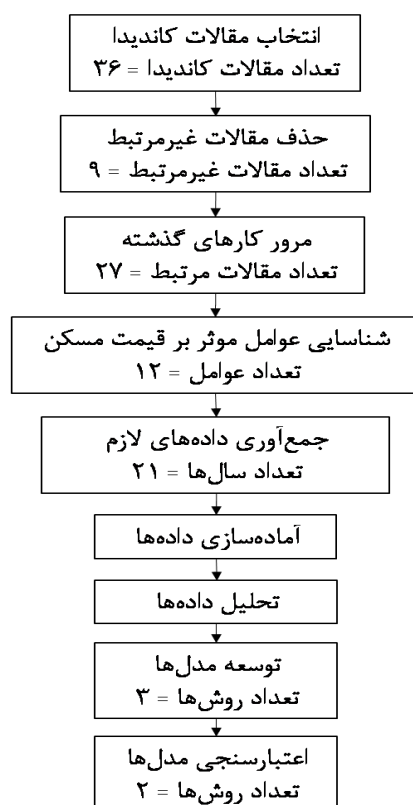 انتخاب مقالات کاندیدا
تعداد مقالات کاندیدا = ۳۶
حذف مقالات غیرمرتبط
تعداد مقالات غیرمرتبط = ۹
مرور کارهای گذشته
تعداد مقالات مرتبط = ۲۷
شناسایی عوامل موثر بر قیمت مسکن
تعداد عوامل = ۱۲
جمع‌آوری داده‌های لازم
تعداد سال‌ها = ۲۱
آماده‌سازی داده‌ها
تحلیل داده‌ها
توسعه مدل‌ها
تعداد روش‌ها = ۳
اعتبارسنجی مدل‌ها
تعداد روش‌ها = ۲